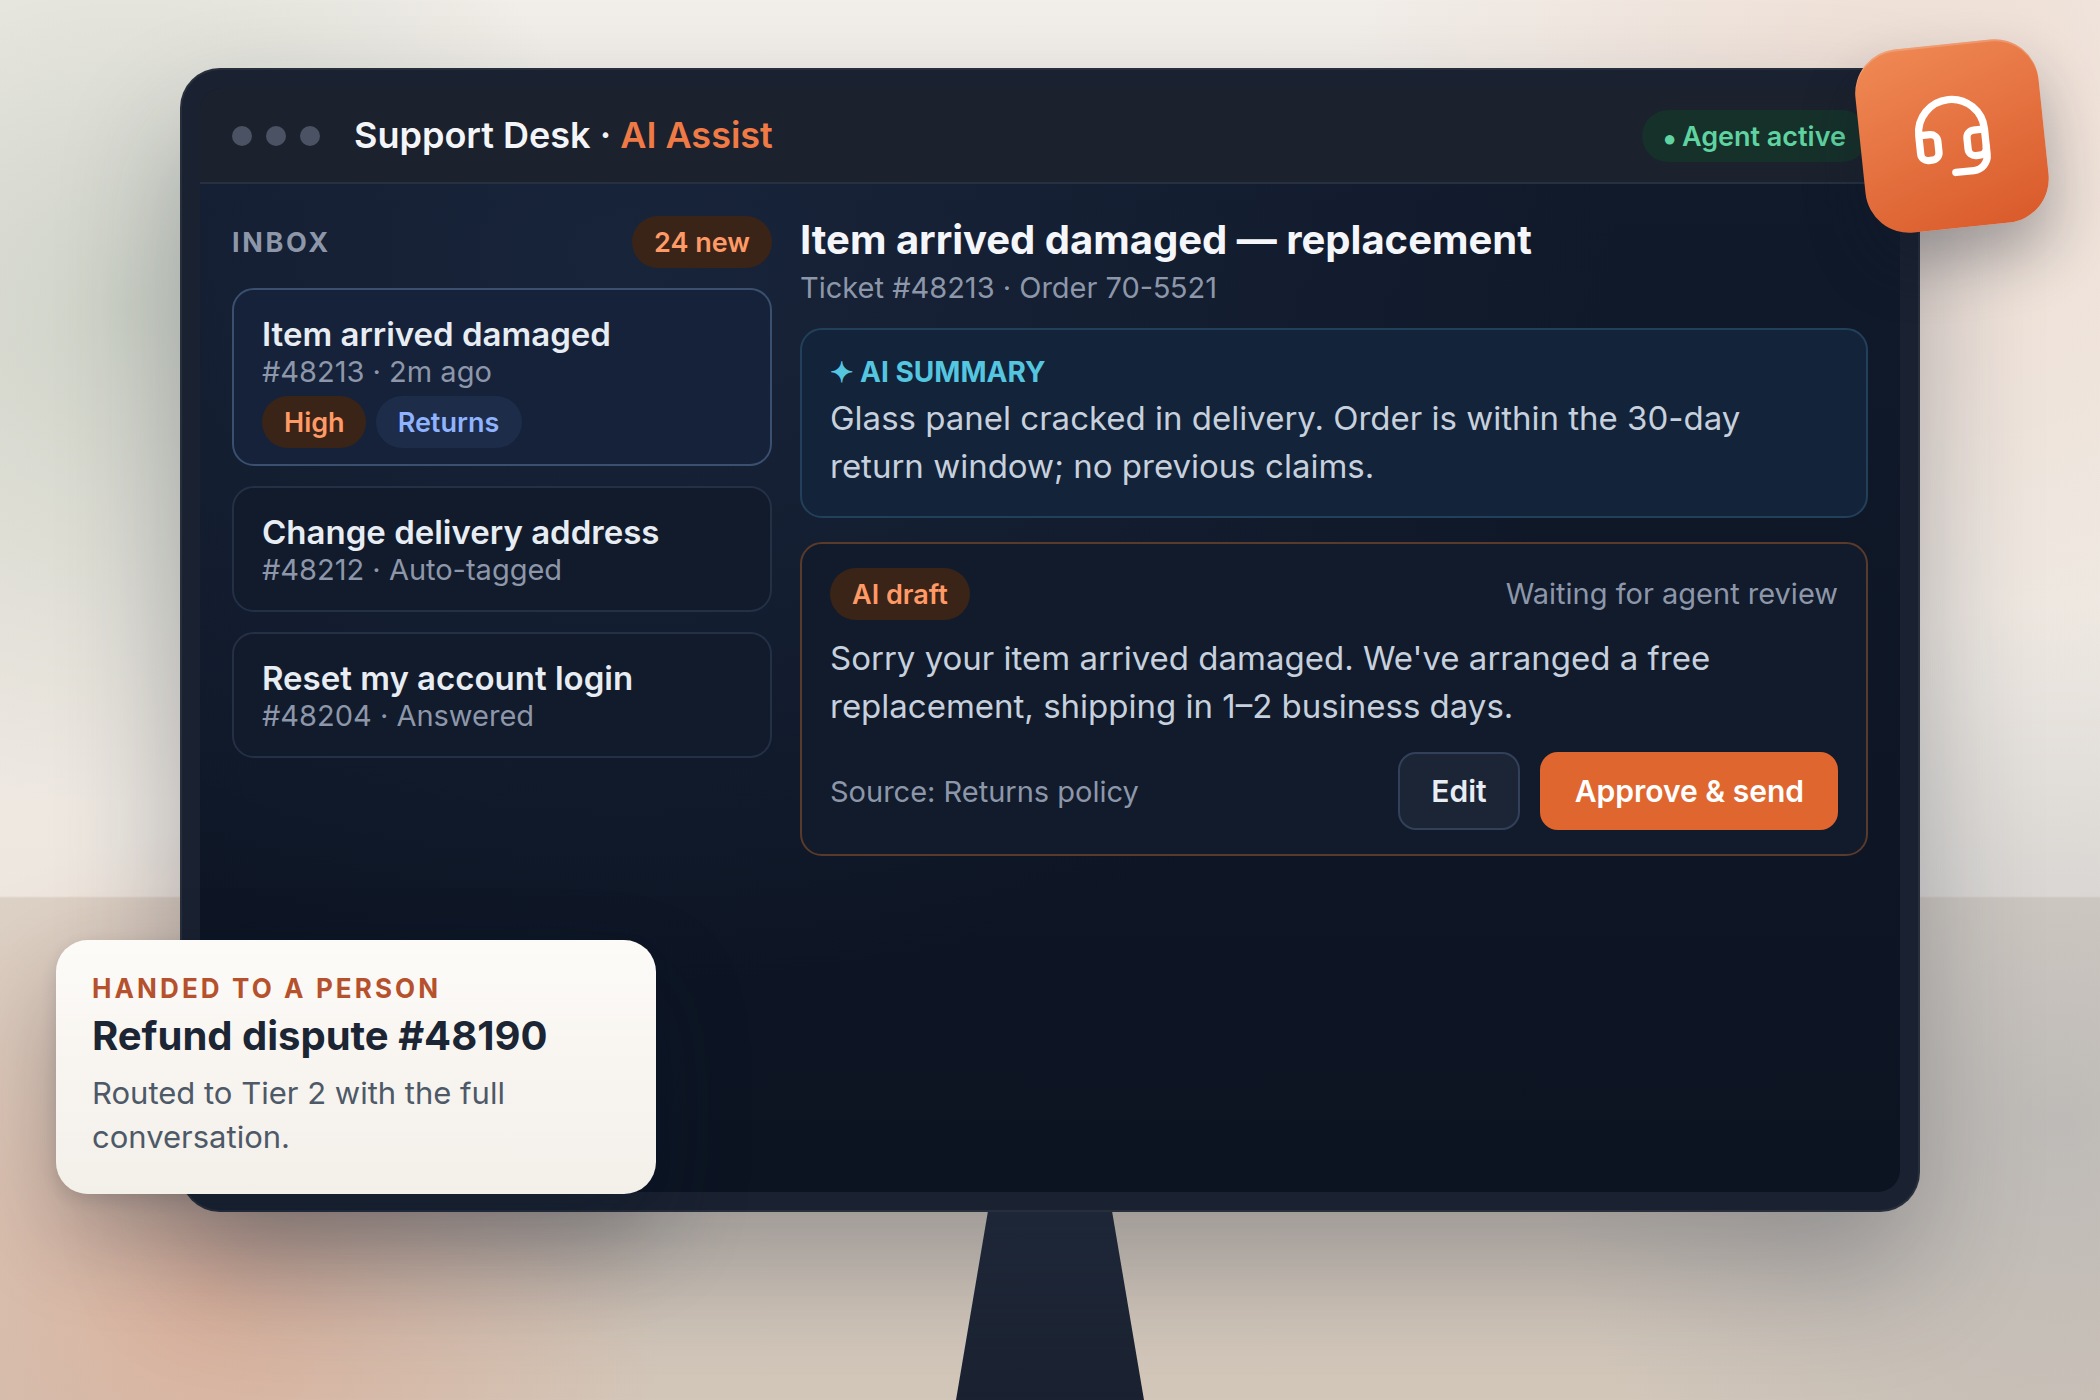 Support Desk · AI Assist
● Agent active
INBOX
24 new
Item arrived damaged
#48213 · 2m ago
High
Returns
Change delivery address
#48212 · Auto-tagged
Reset my account login
#48204 · Answered
Item arrived damaged — replacement
Ticket #48213 · Order 70-5521
✦ AI SUMMARY
Glass panel cracked in delivery. Order is within the 30-day
return window; no previous claims.
AI draft
Waiting for agent review
Sorry your item arrived damaged. We've arranged a free
replacement, shipping in 1–2 business days.
Source: Returns policy
Edit
Approve & send
HANDED TO A PERSON
Refund dispute #48190
Routed to Tier 2 with the full
conversation.